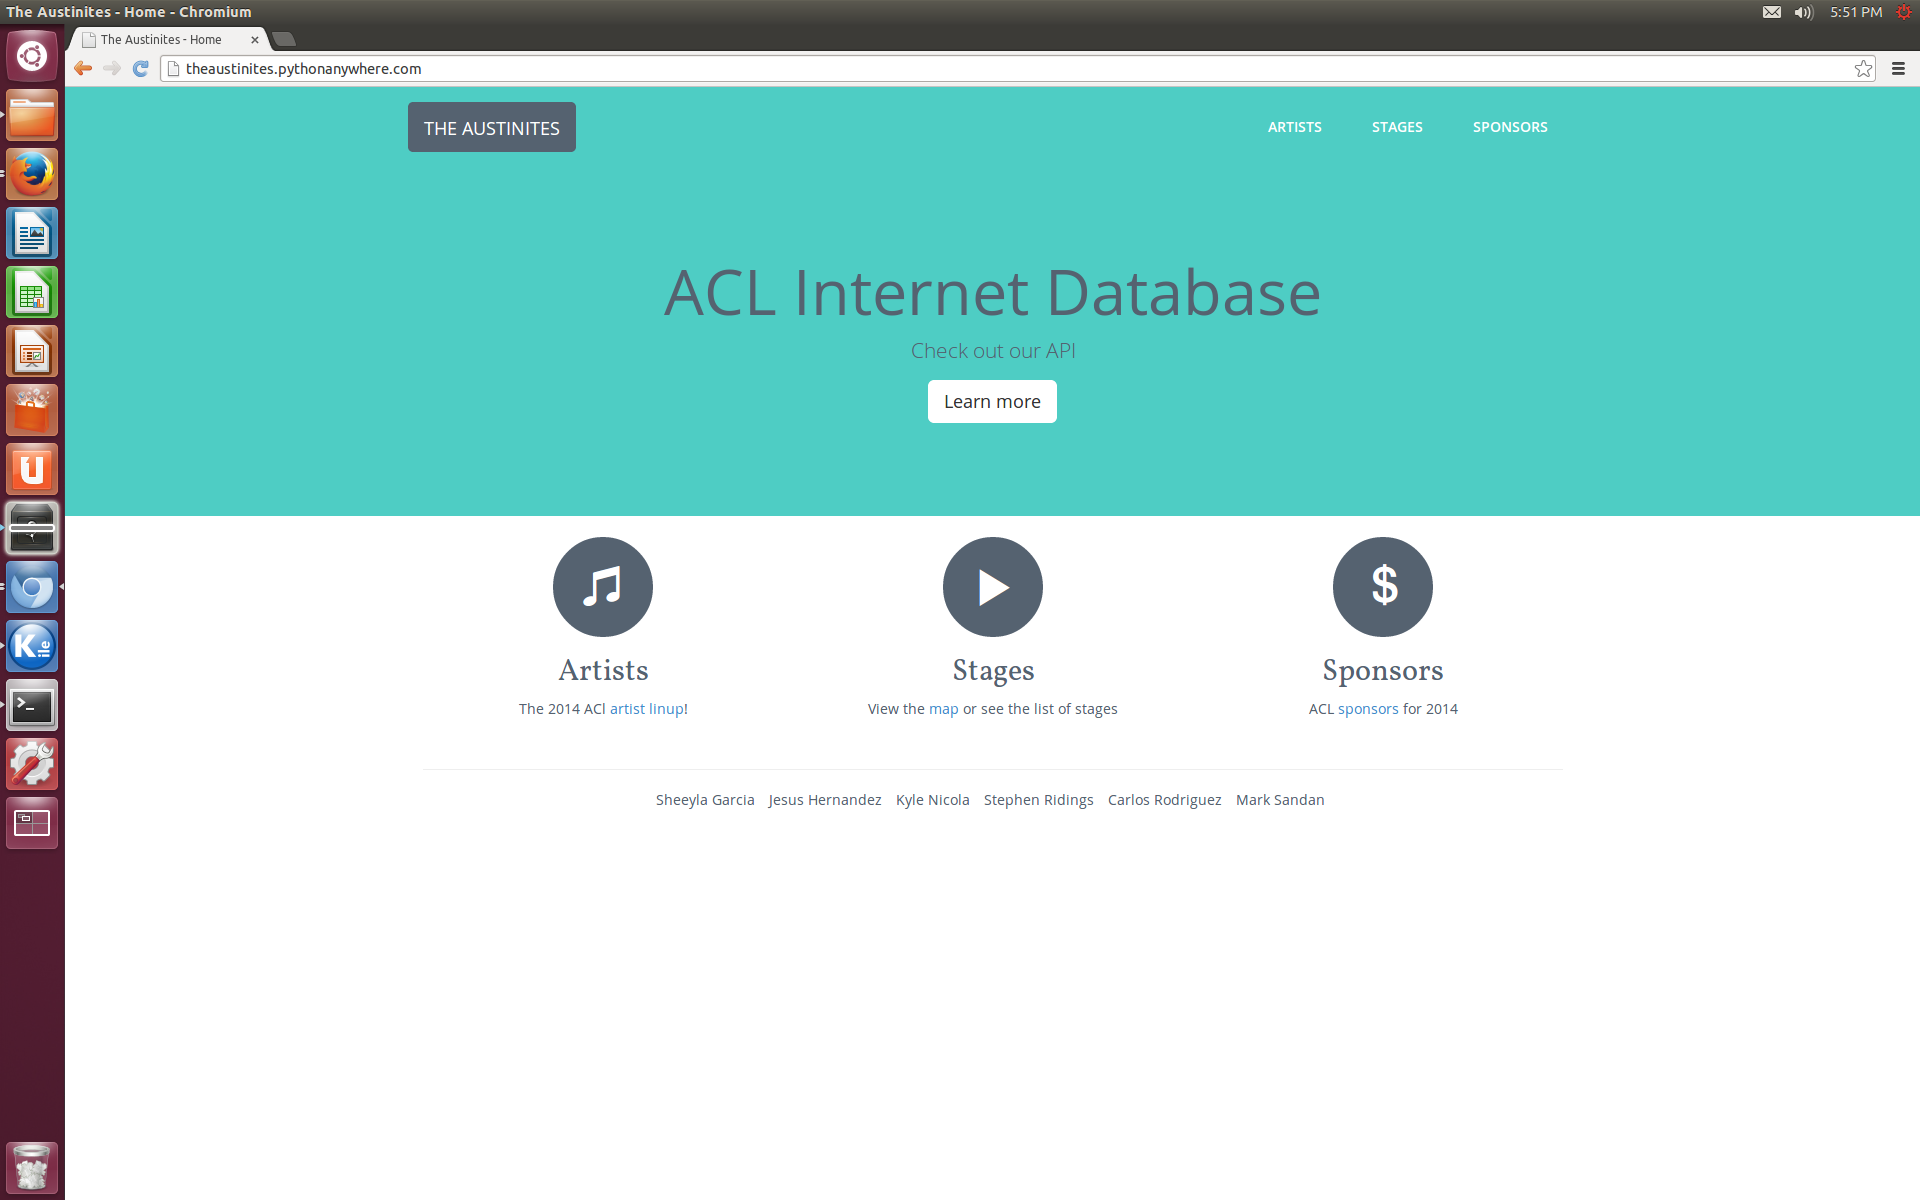 The Austinites - Home - Chromium
5:51 PM
The Austinites - Home
theaustinites.pythonanywhere.com
THE AUSTINITES
ARTISTS STAGES SPONSORS
ACL Internet Database
Check out our API
Learn more
Artists
Stages
Sponsors
The 2014 ACl artist linup!
View the map or see the list of stages
ACL sponsors for 2014
Sheeyla Garcia Jesus Hernandez Kyle Nicola Stephen Ridings Carlos Rodriguez Mark Sandan